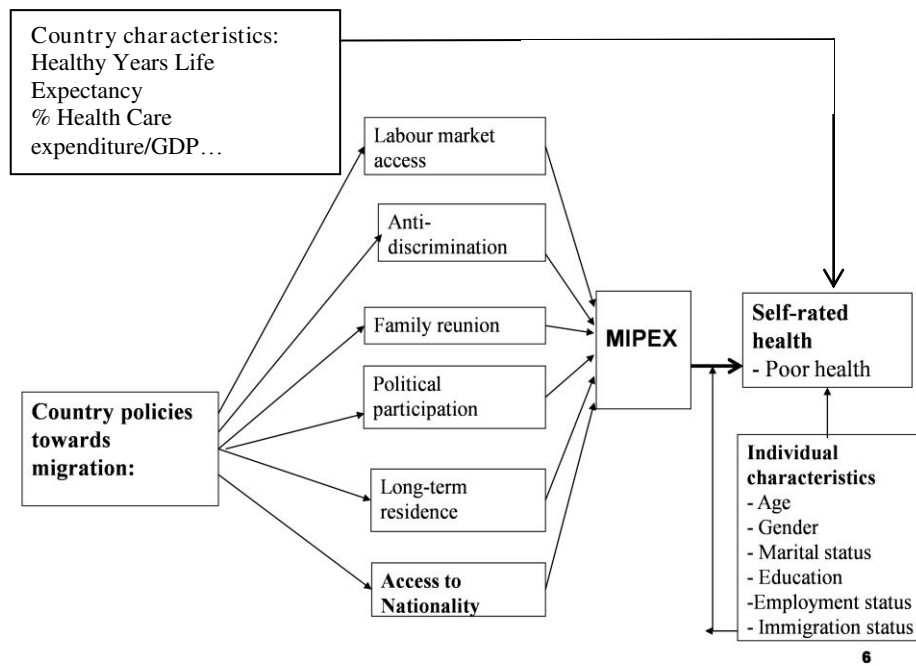 Country characteristics:
Healthy Years Life
Expectancy
% Health Care
expenditure/GDP…
Labour market
access
Anti-
discrimination
Family reunion
Political
participation
Long-term
residence
Access to
Nationality
Country policies
towards
migration:
MIPEX
Self-rated
health
- Poor health
Individual
characteristics
- Age
- Gender
- Marital status
- Education
-Employment status
- Immigration status
6